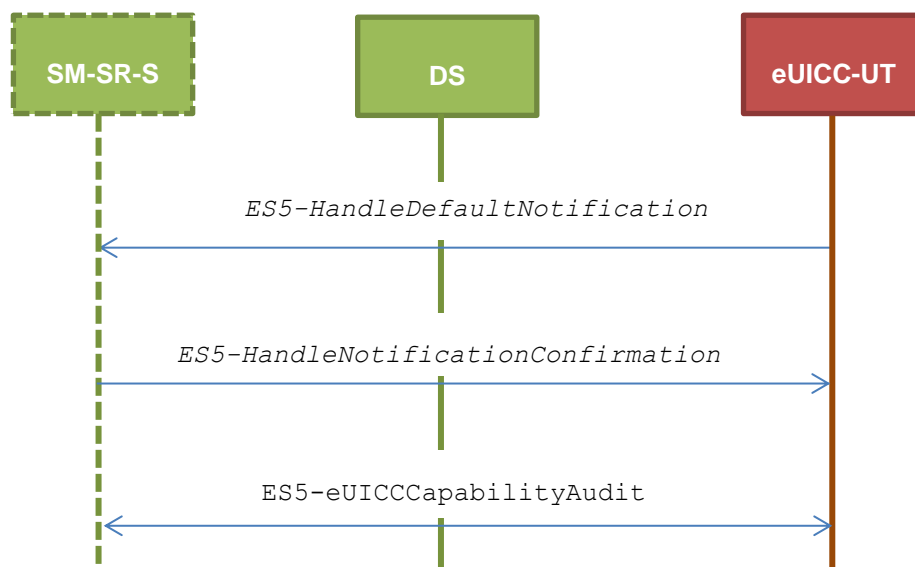 SM-SR-S
DS
eUICC-UT
ES5-HandleDefaultNotification
ES5-HandleNotificationConfirmation
ES5-eUICCCapabilityAudit